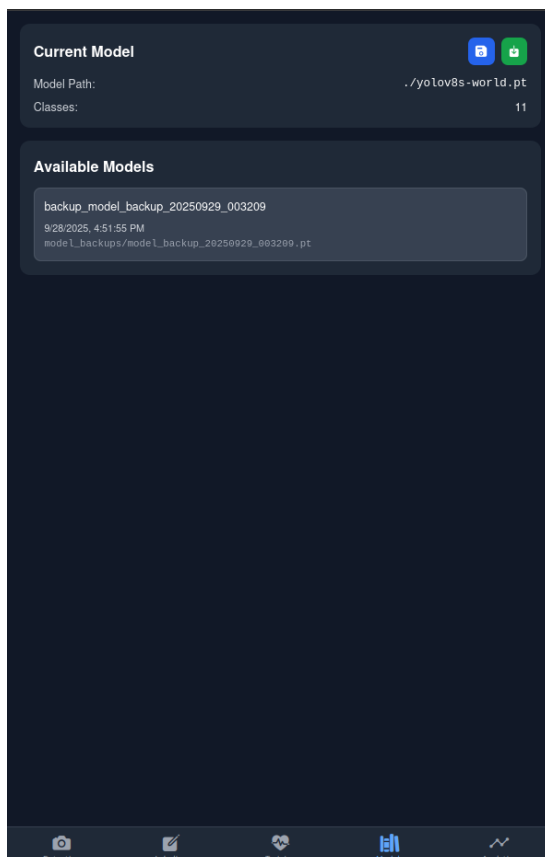 Current Model
Model Path: ./yolov8s-world.pt
Classes: 11
Available Models
backup_model_backup_20250929_003209
9/28/2025, 4:51:55 PM
model_backups/model_backup_20250929_003209.pt